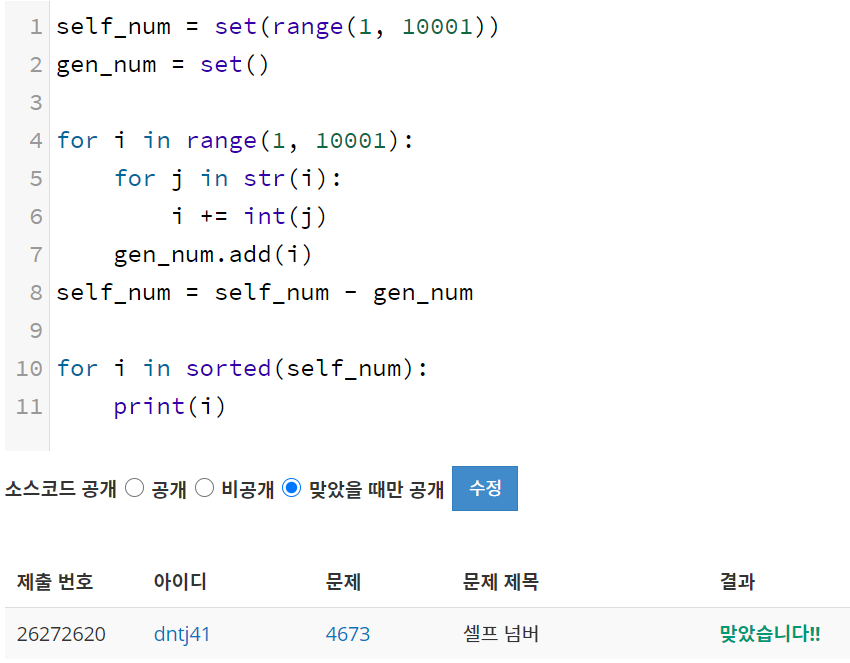 1 self_num = set(range(1, 10001))
2 gen_num = set()
3
4 for i in range(1, 10001):
5     for j in str(i):
6         i += int(j)
7     gen_num.add(i)
8 self_num = self_num - gen_num
9
10 for i in sorted(self_num):
11     print(i)
소스코드 공개 공개 비공개 맞았을 때만 공개 수정
제출 번호 아이디 문제 문제 제목 결과
26272620 dntj41 4673 셀프 넘버 맞았습니다!!